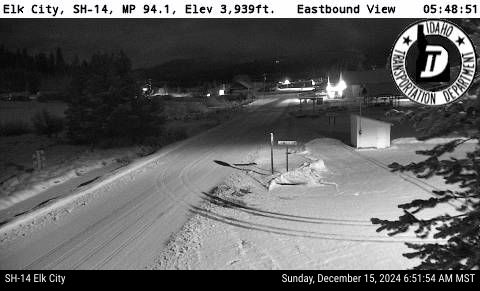 Elk City, SH-14, MP 94.1, Elev 3,939ft. Eastbound View 05:48:51
IDAHO
TRANSPORTATION DEPARTMENT
SH-14 Elk City Sunday, December 15, 2024 6:51:54 AM MST